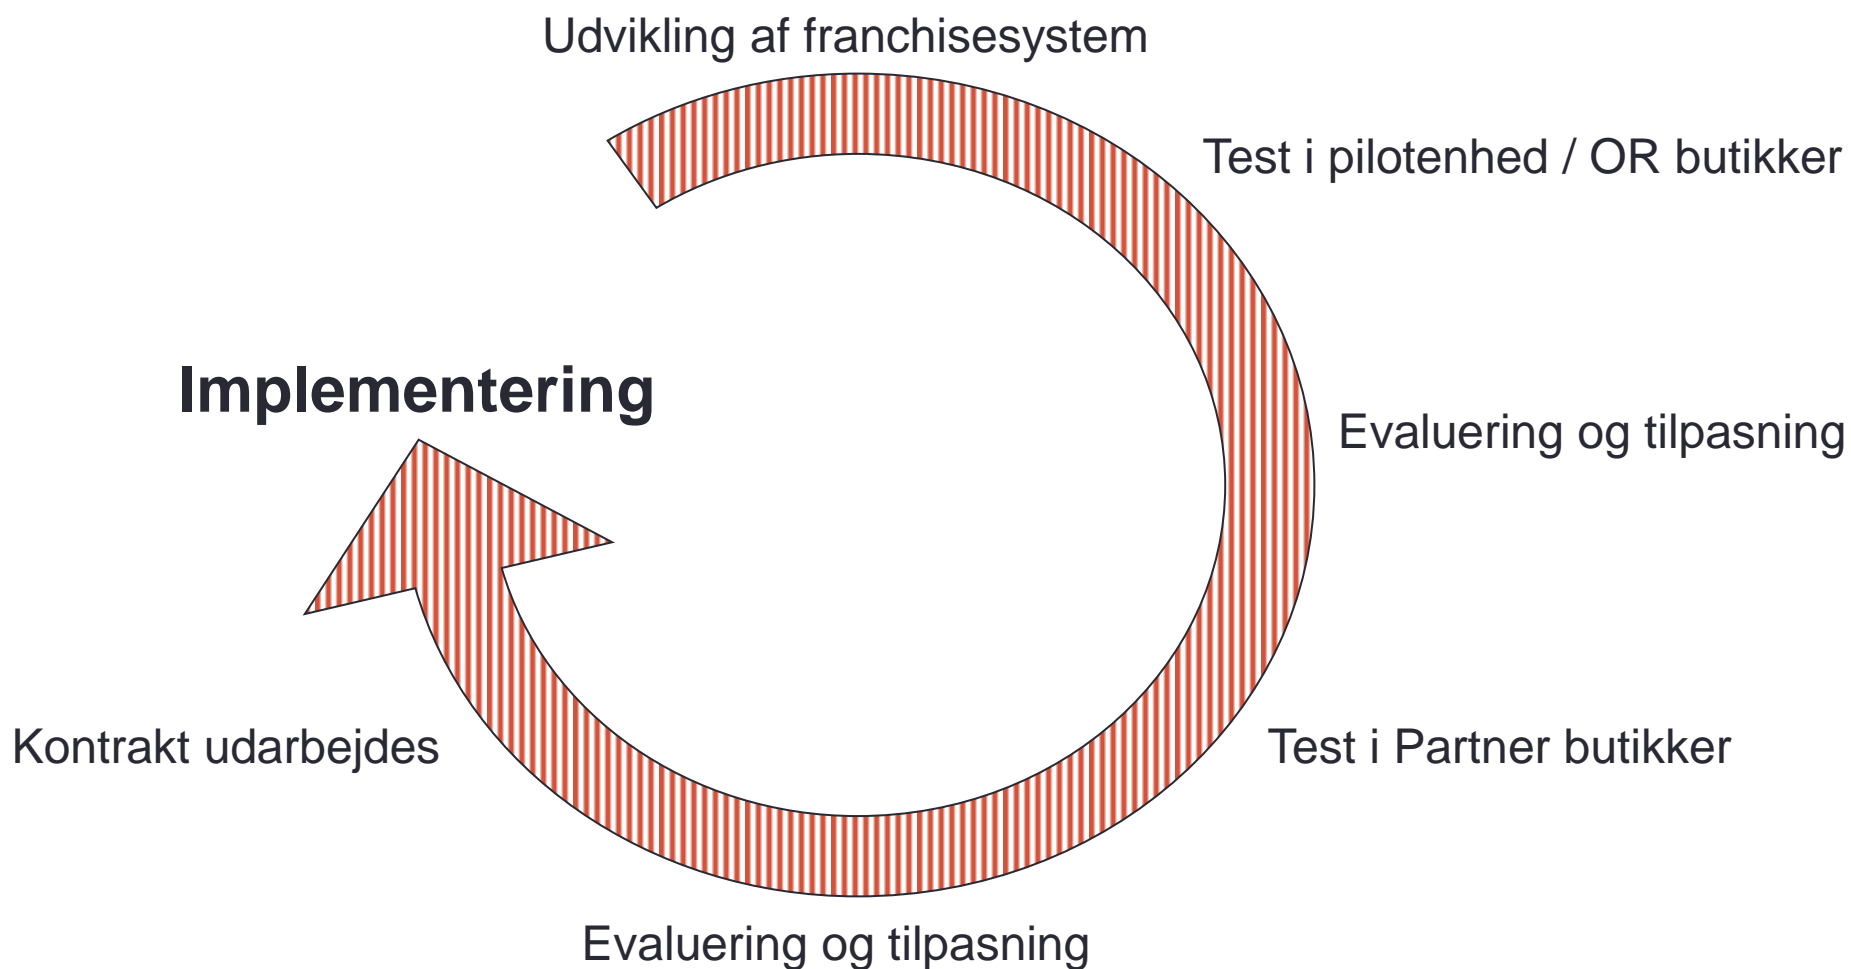 Udvikling af franchisesystem
Test i pilotenhed / OR butikker
Evaluering og tilpasning
Test i Partner butikker
Evaluering og tilpasning
Kontrakt udarbejdes
Implementering